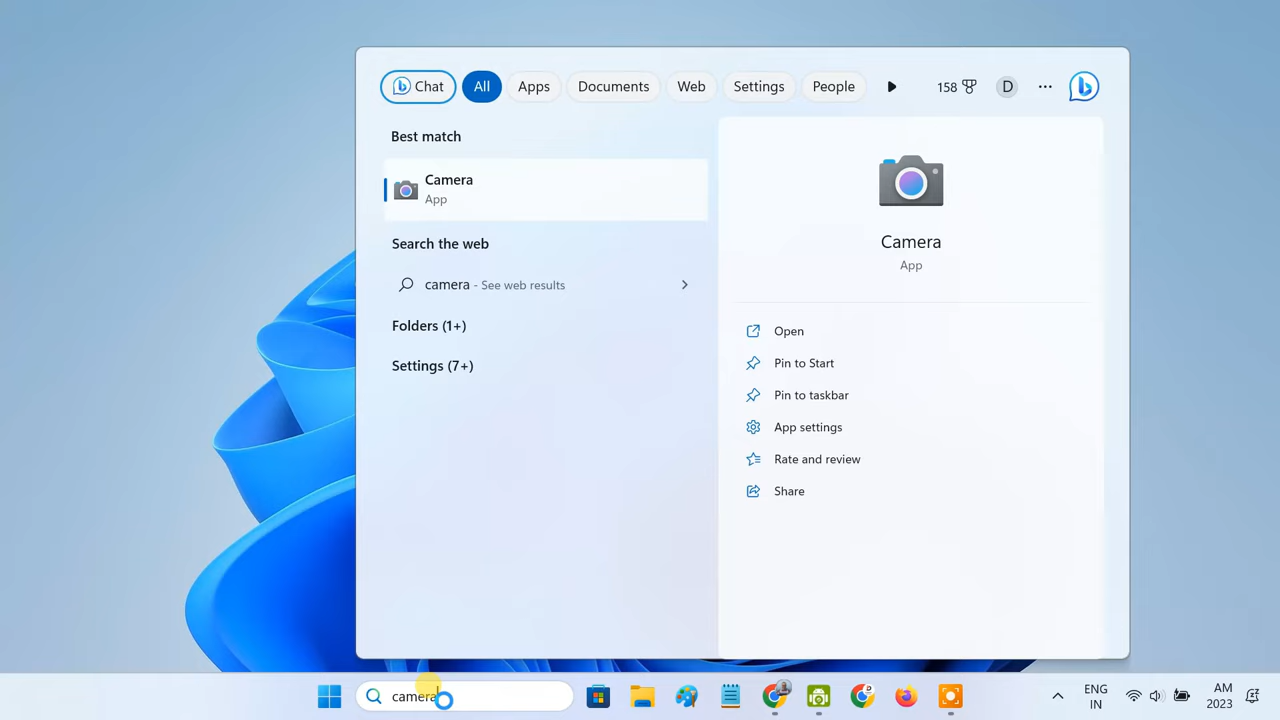 Chat All Apps Documents Web Settings People 158 D
Best match
Camera
App
Search the web
camera - See web results
Folders (1+)
Settings (7+)
Camera
App
Open
Pin to Start
Pin to taskbar
App settings
Rate and review
Share
camera
ENG
IN
AM
2023